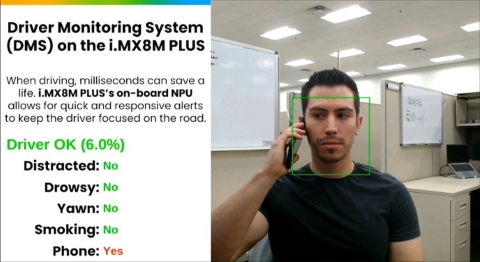 Driver Monitoring System
(DMS) on the i.MX8M PLUS
When driving, milliseconds can save a
life. i.MX8M PLUS's on-board NPU
allows for quick and responsive alerts
to keep the driver focused on the road.
Driver OK (6.0%)
Distracted: No
Drowsy: No
Yawn: No
Smoking: No
Phone: Yes